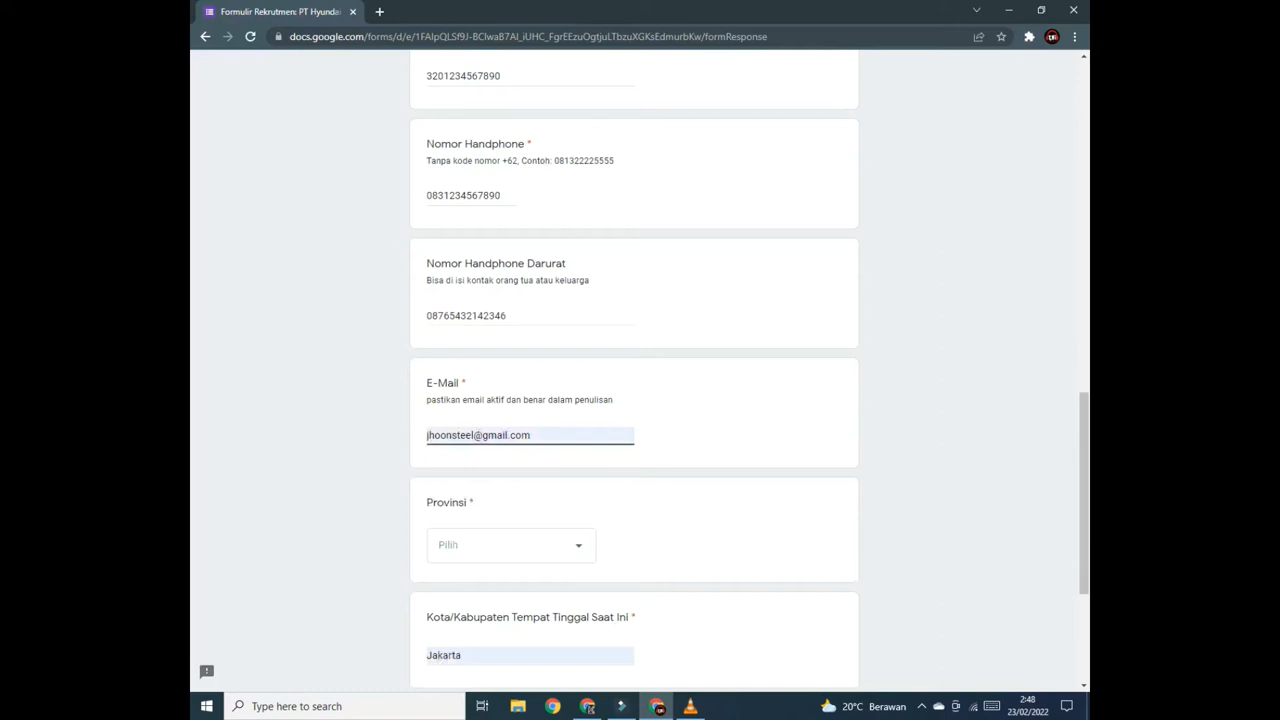 Formulir Rekrutmen: PT Hyundai
docs.google.com/forms/d/e/1FAIpQLSf9J-BClwaB7AI_iUHC_FgrEEzuOgtjuLTbzuXGKsEdmurbKw/formResponse
3201234567890
Nomor Handphone *
Tanpa kode nomor +62, Contoh: 081322225555
0831234567890
Nomor Handphone Darurat
Bisa di isi kontak orang tua atau keluarga
08765432142346
E-Mail *
pastikan email aktif dan benar dalam penulisan
jhoonsteel@gmail.com
Provinsi *
Pilih
Kota/Kabupaten Tempat Tinggal Saat Ini *
Jakarta
Type here to search
20°C Berawan
2:48
23/02/2022